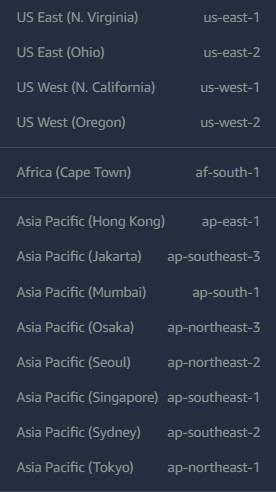 US East (N. Virginia) us-east-1
US East (Ohio) us-east-2
US West (N. California) us-west-1
US West (Oregon) us-west-2
Africa (Cape Town) af-south-1
Asia Pacific (Hong Kong) ap-east-1
Asia Pacific (Jakarta) ap-southeast-3
Asia Pacific (Mumbai) ap-south-1
Asia Pacific (Osaka) ap-northeast-3
Asia Pacific (Seoul) ap-northeast-2
Asia Pacific (Singapore) ap-southeast-1
Asia Pacific (Sydney) ap-southeast-2
Asia Pacific (Tokyo) ap-northeast-1